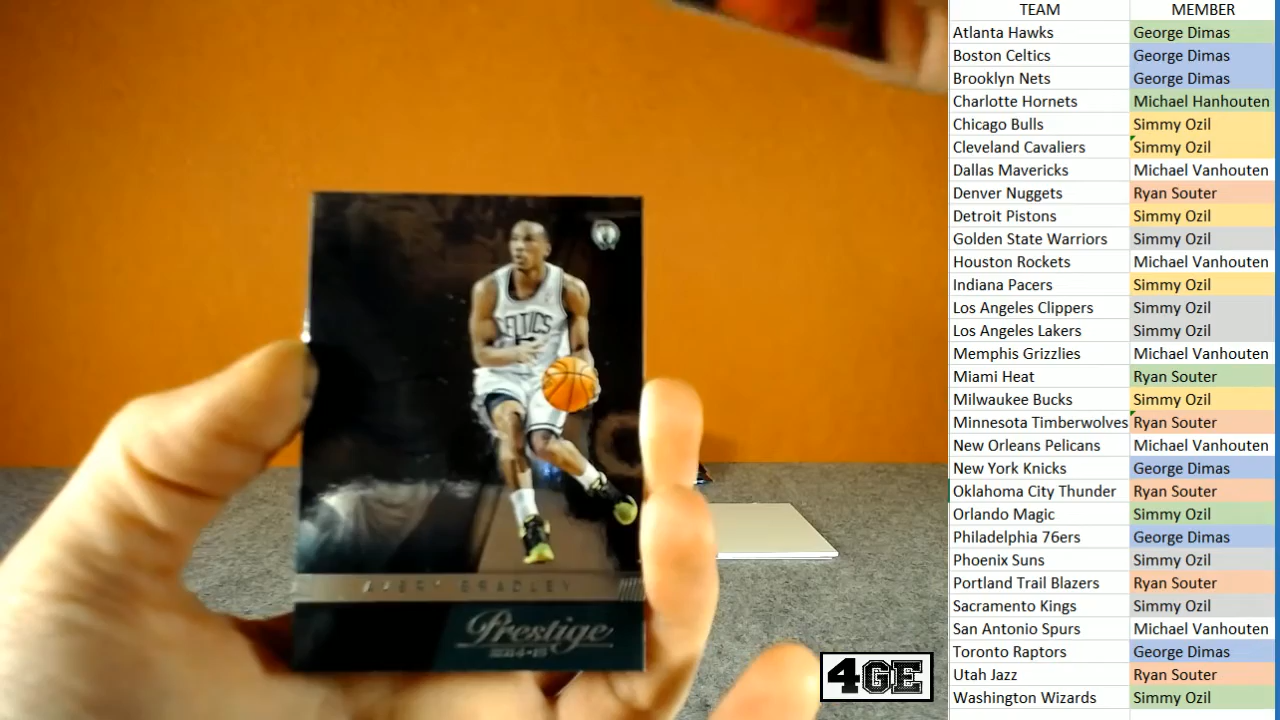 CELTICS
AVERY BRADLEY
Prestige
2014-15
4GE
TEAM MEMBER
Atlanta Hawks George Dimas
Boston Celtics George Dimas
Brooklyn Nets George Dimas
Charlotte Hornets Michael Hanhouten
Chicago Bulls Simmy Ozil
Cleveland Cavaliers Simmy Ozil
Dallas Mavericks Michael Vanhouten
Denver Nuggets Ryan Souter
Detroit Pistons Simmy Ozil
Golden State Warriors Simmy Ozil
Houston Rockets Michael Vanhouten
Indiana Pacers Simmy Ozil
Los Angeles Clippers Simmy Ozil
Los Angeles Lakers Simmy Ozil
Memphis Grizzlies Michael Vanhouten
Miami Heat Ryan Souter
Milwaukee Bucks Simmy Ozil
Minnesota Timberwolves Ryan Souter
New Orleans Pelicans Michael Vanhouten
New York Knicks George Dimas
Oklahoma City Thunder Ryan Souter
Orlando Magic Simmy Ozil
Philadelphia 76ers George Dimas
Phoenix Suns Simmy Ozil
Portland Trail Blazers Ryan Souter
Sacramento Kings Simmy Ozil
San Antonio Spurs Michael Vanhouten
Toronto Raptors George Dimas
Utah Jazz Ryan Souter
Washington Wizards Simmy Ozil